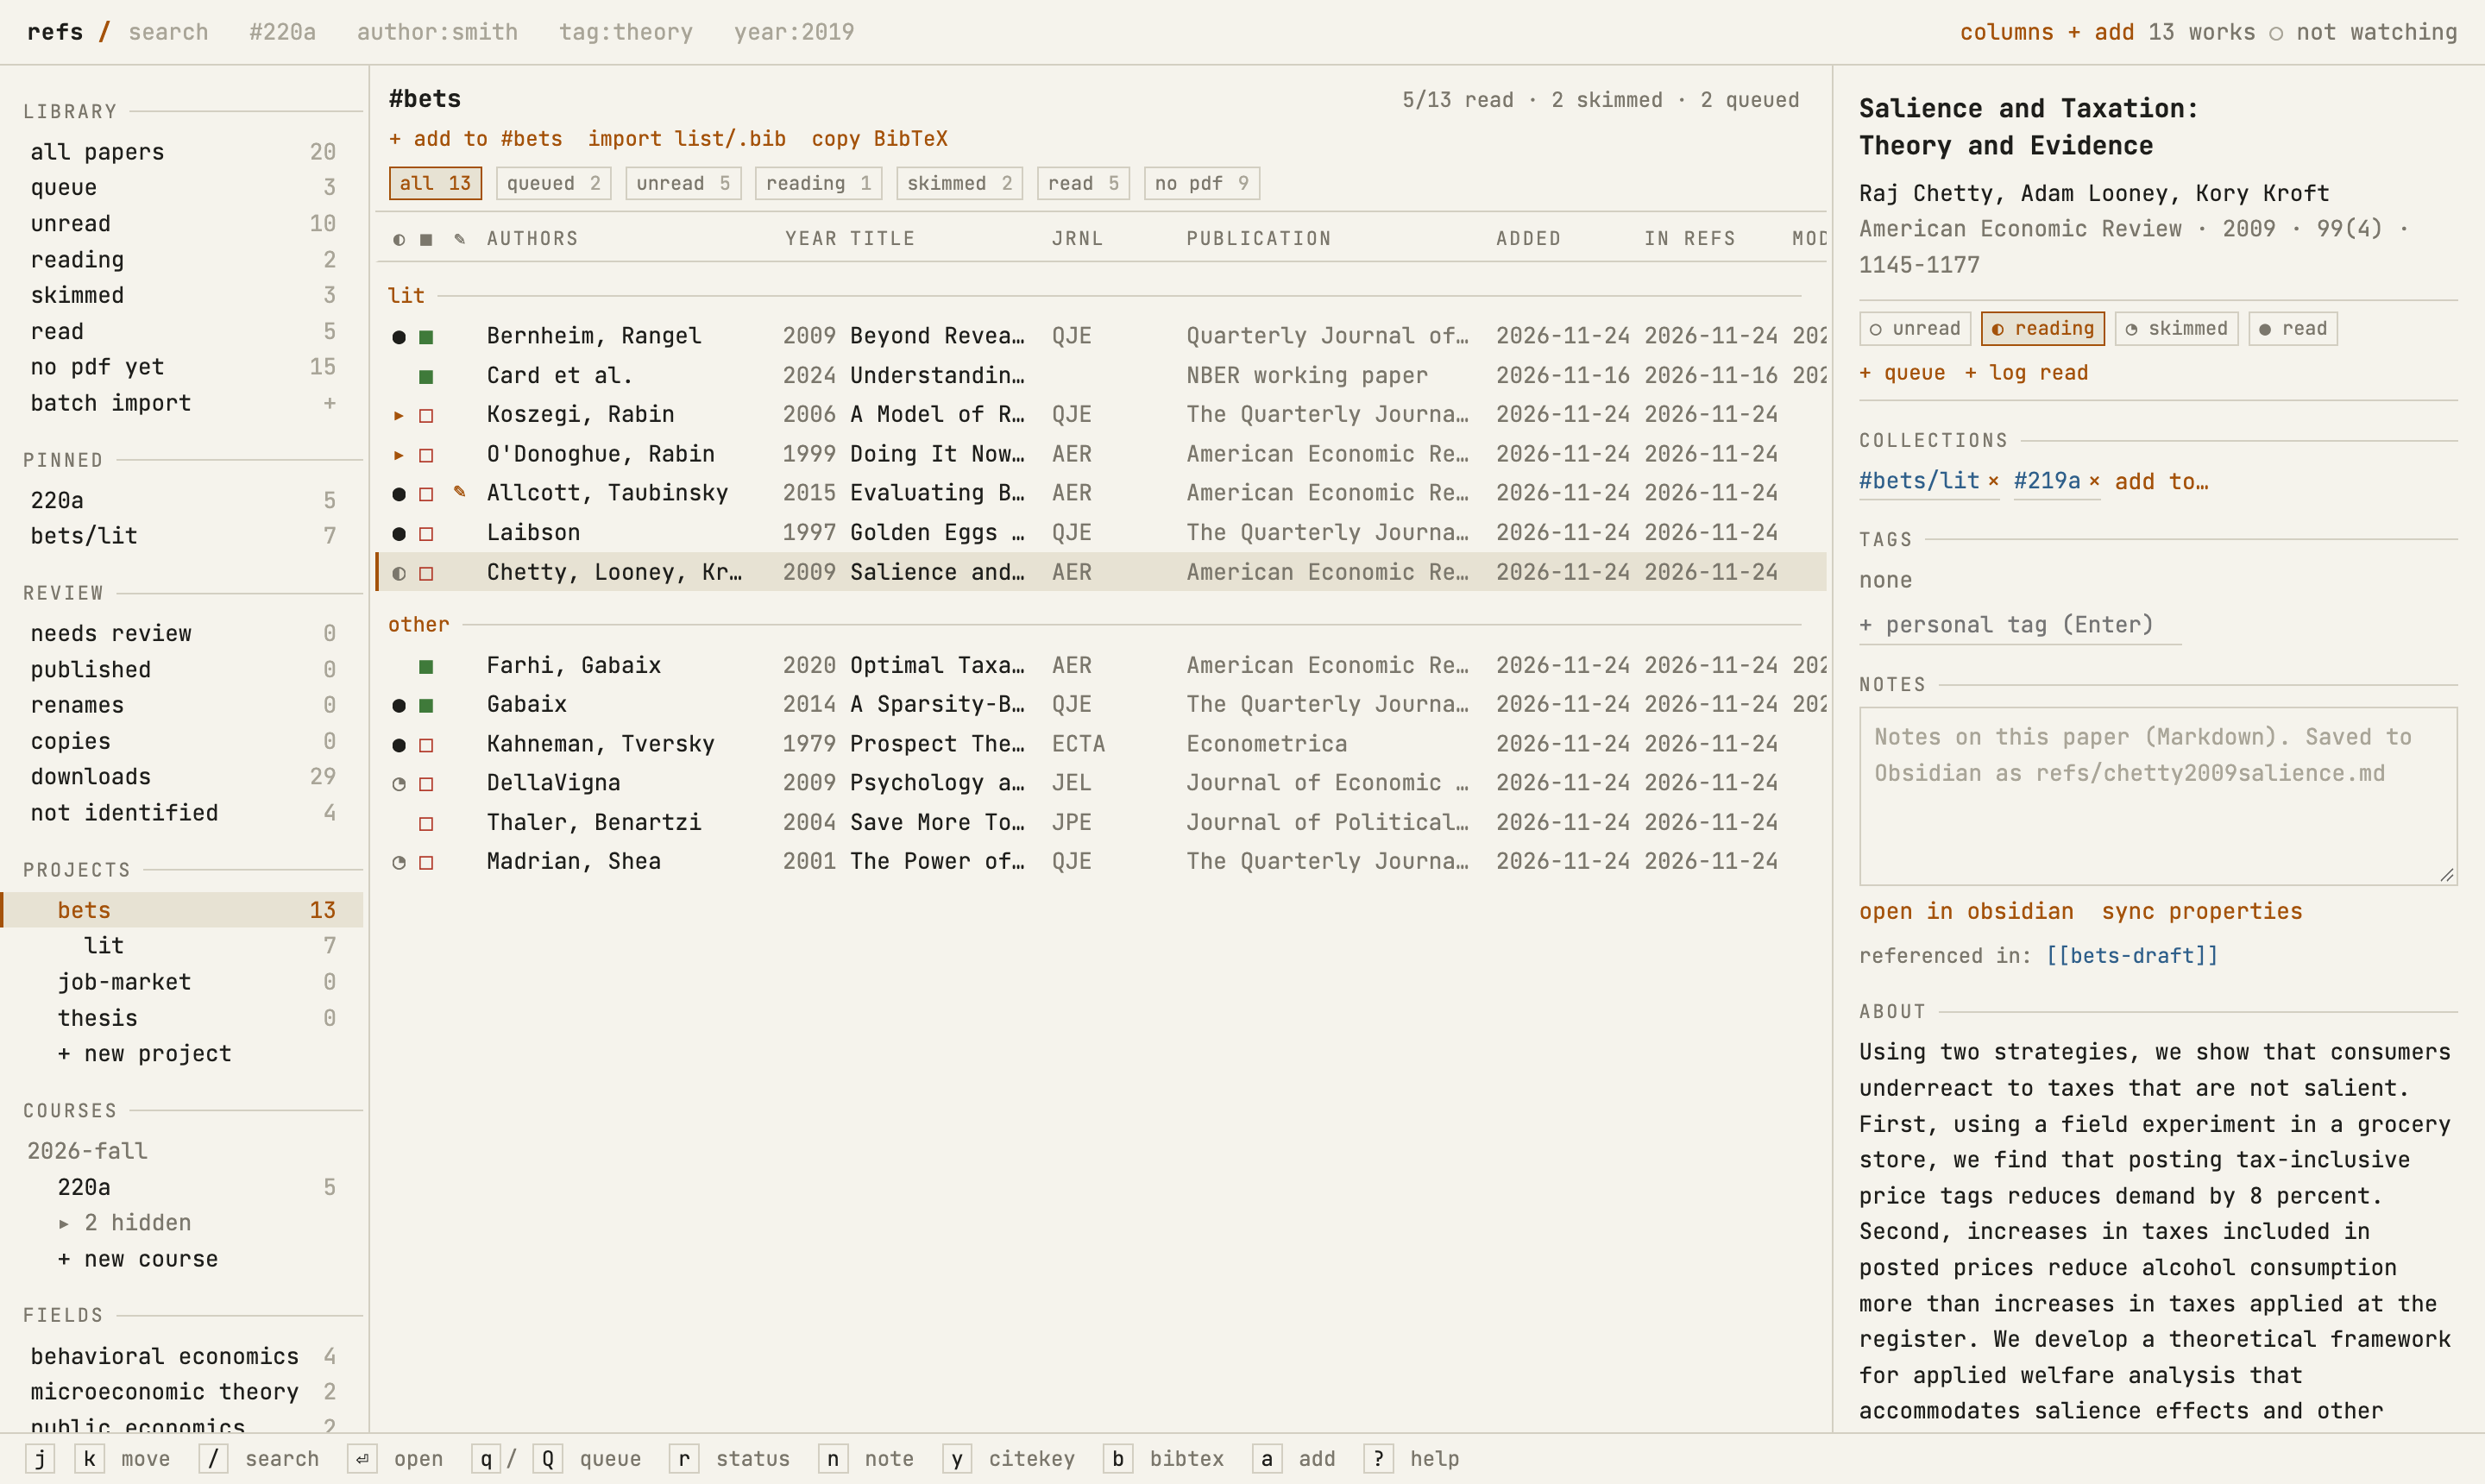 refs / search #220a author:smith tag:theory year:2019 columns + add 13 works ○ not watching
LIBRARY
all papers 20
queue 3
unread 10
reading 2
skimmed 3
read 5
no pdf yet 15
batch import +
PINNED
220a 5
bets/lit 7
REVIEW
needs review 0
published 0
renames 0
copies 0
downloads 29
not identified 4
PROJECTS
bets 13
lit 7
job-market 0
thesis 0
+ new project
COURSES
2026-fall
220a 5
▸ 2 hidden
+ new course
FIELDS
behavioral economics 4
microeconomic theory 2
public economics 2
#bets 5/13 read · 2 skimmed · 2 queued
+ add to #bets import list/.bib copy BibTeX
all 13 queued 2 unread 5 reading 1 skimmed 2 read 5 no pdf 9
◐ ■ ✎ AUTHORS YEAR TITLE JRNL PUBLICATION ADDED IN REFS MOD
lit
● ■ Bernheim, Rangel 2009 Beyond Revea… QJE Quarterly Journal of… 2026-11-24 2026-11-24 202
■ Card et al. 2024 Understandin… NBER working paper 2026-11-16 2026-11-16 202
▸ □ Koszegi, Rabin 2006 A Model of R… QJE The Quarterly Journa… 2026-11-24 2026-11-24
▸ □ O'Donoghue, Rabin 1999 Doing It Now… AER American Economic Re… 2026-11-24 2026-11-24
● □ ✎ Allcott, Taubinsky 2015 Evaluating B… AER American Economic Re… 2026-11-24 2026-11-24
● □ Laibson 1997 Golden Eggs … QJE The Quarterly Journa… 2026-11-24 2026-11-24
◐ □ Chetty, Looney, Kr… 2009 Salience and… AER American Economic Re… 2026-11-24 2026-11-24
other
■ Farhi, Gabaix 2020 Optimal Taxa… AER American Economic Re… 2026-11-24 2026-11-24 202
● ■ Gabaix 2014 A Sparsity-B… QJE The Quarterly Journa… 2026-11-24 2026-11-24 202
● □ Kahneman, Tversky 1979 Prospect The… ECTA Econometrica 2026-11-24 2026-11-24
◔ □ DellaVigna 2009 Psychology a… JEL Journal of Economic … 2026-11-24 2026-11-24
□ Thaler, Benartzi 2004 Save More To… JPE Journal of Political… 2026-11-24 2026-11-24
◔ □ Madrian, Shea 2001 The Power of… QJE The Quarterly Journa… 2026-11-24 2026-11-24
Salience and Taxation:
Theory and Evidence
Raj Chetty, Adam Looney, Kory Kroft
American Economic Review · 2009 · 99(4) ·
1145-1177
○ unread ◐ reading ◔ skimmed ● read
+ queue + log read
COLLECTIONS
#bets/lit × #219a × add to…
TAGS
none
+ personal tag (Enter)
NOTES
Notes on this paper (Markdown). Saved to
Obsidian as refs/chetty2009salience.md
open in obsidian sync properties
referenced in: [[bets-draft]]
ABOUT
Using two strategies, we show that consumers
underreact to taxes that are not salient.
First, using a field experiment in a grocery
store, we find that posting tax-inclusive
price tags reduces demand by 8 percent.
Second, increases in taxes included in
posted prices reduce alcohol consumption
more than increases in taxes applied at the
register. We develop a theoretical framework
for applied welfare analysis that
accommodates salience effects and other
j k move / search ⏎ open q / Q queue r status n note y citekey b bibtex a add ? help